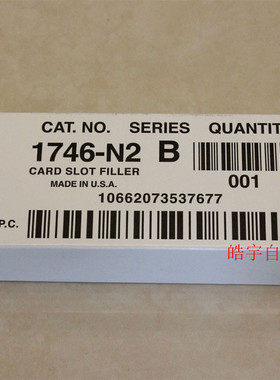 CAT. NO. SERIES QUANTIT
1746-N2 B
CARD SLOT FILLER
MADE IN U.S.A.
001
10662073537677
P.C.
皓宇自